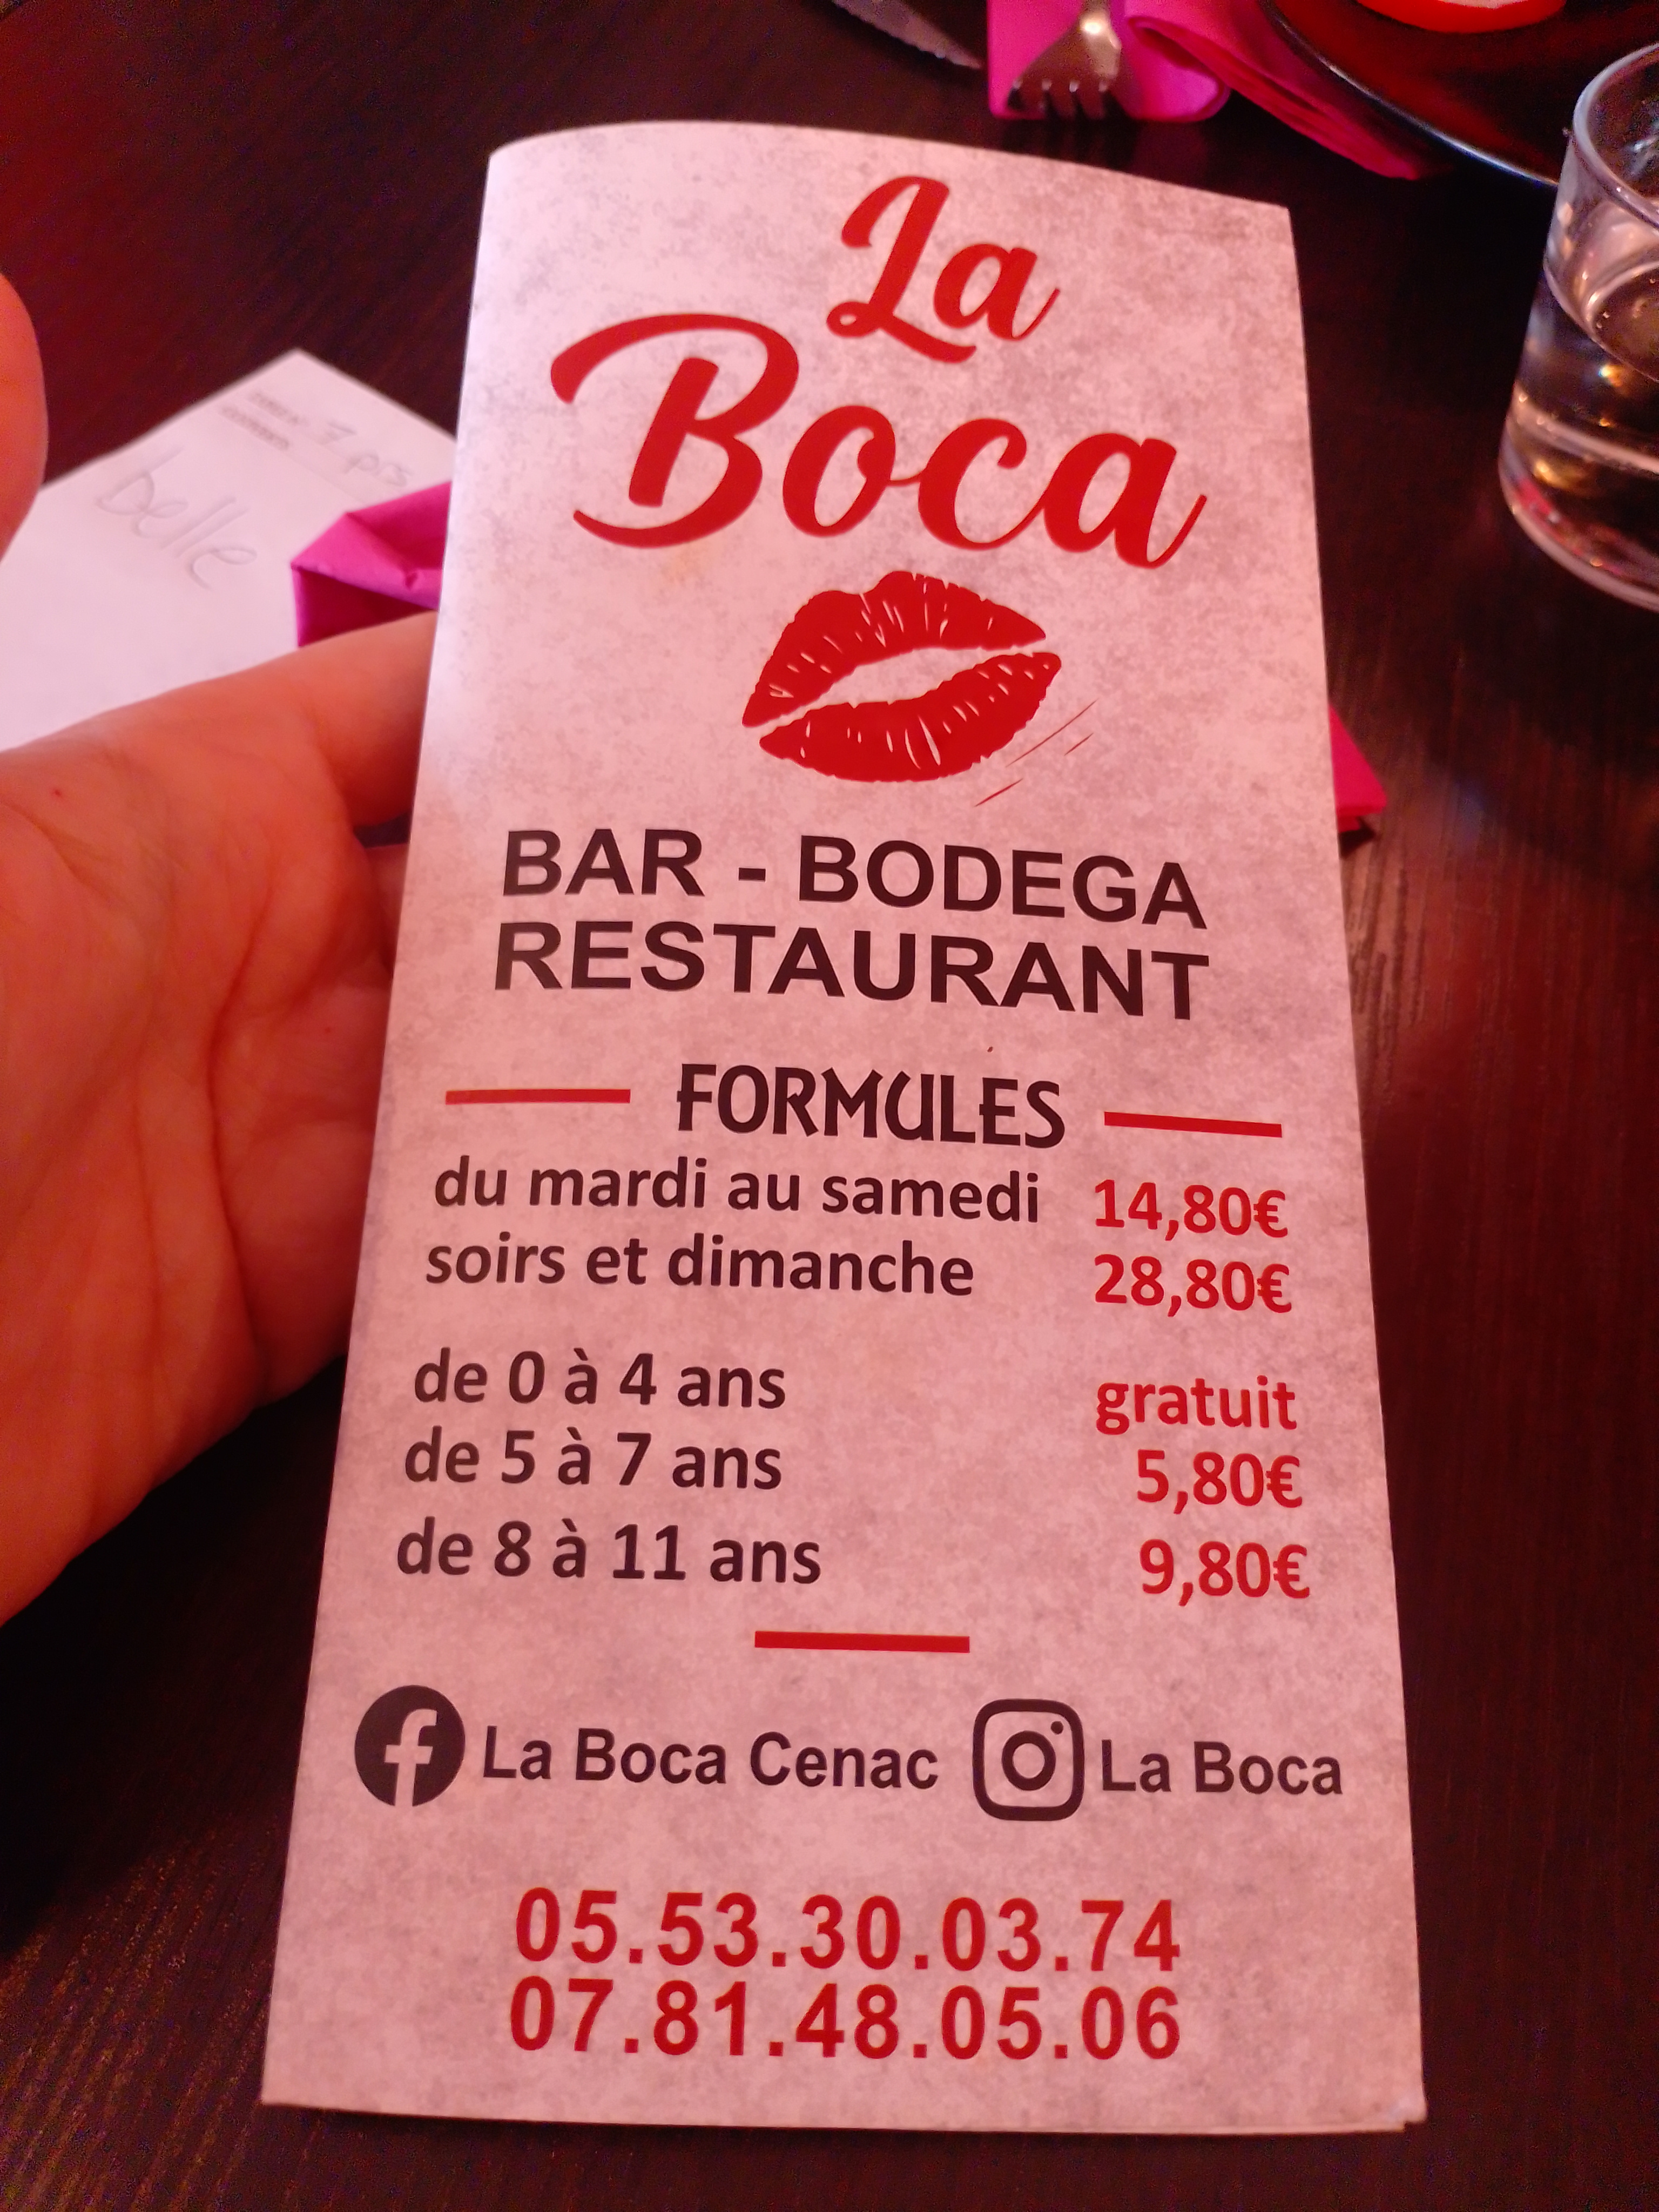 La
Boca
BAR - BODEGA
RESTAURANT
FORMULES
du mardi au samedi 14,80€
soirs et dimanche 28,80€
de 0 à 4 ans gratuit
de 5 à 7 ans 5,80€
de 8 à 11 ans 9,80€
La Boca Cenac La Boca
05.53.30.03.74
07.81.48.05.06
belle